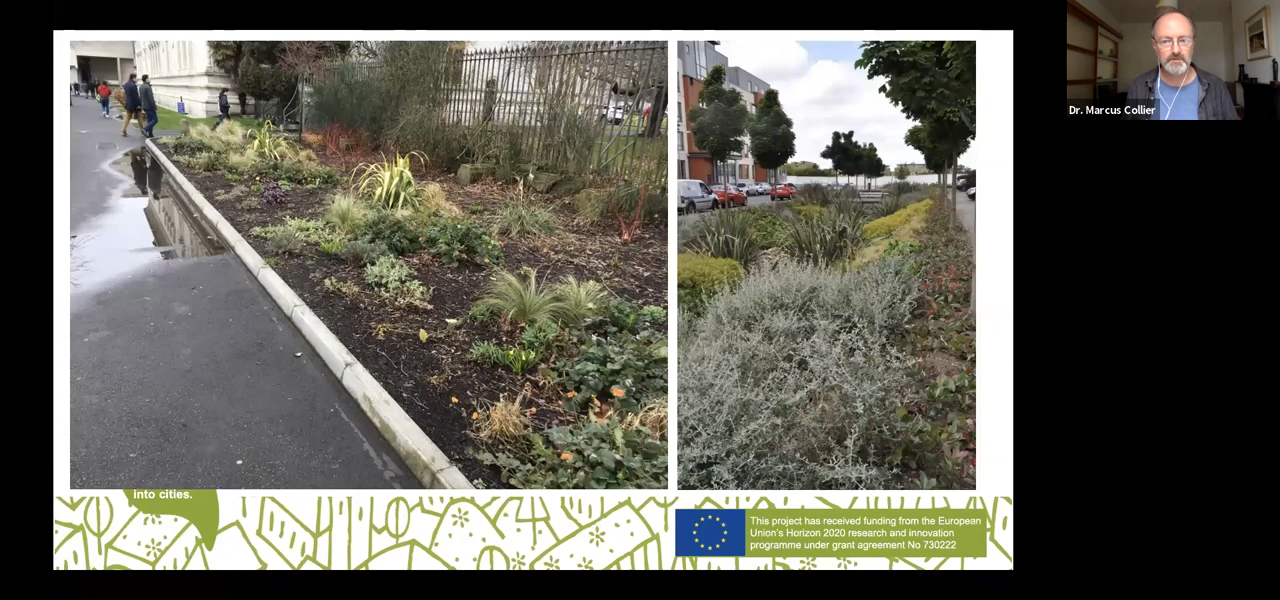 Dr. Marcus Collier
into cities.
This project has received funding from the European
Union's Horizon 2020 research and innovation
programme under grant agreement No 730222